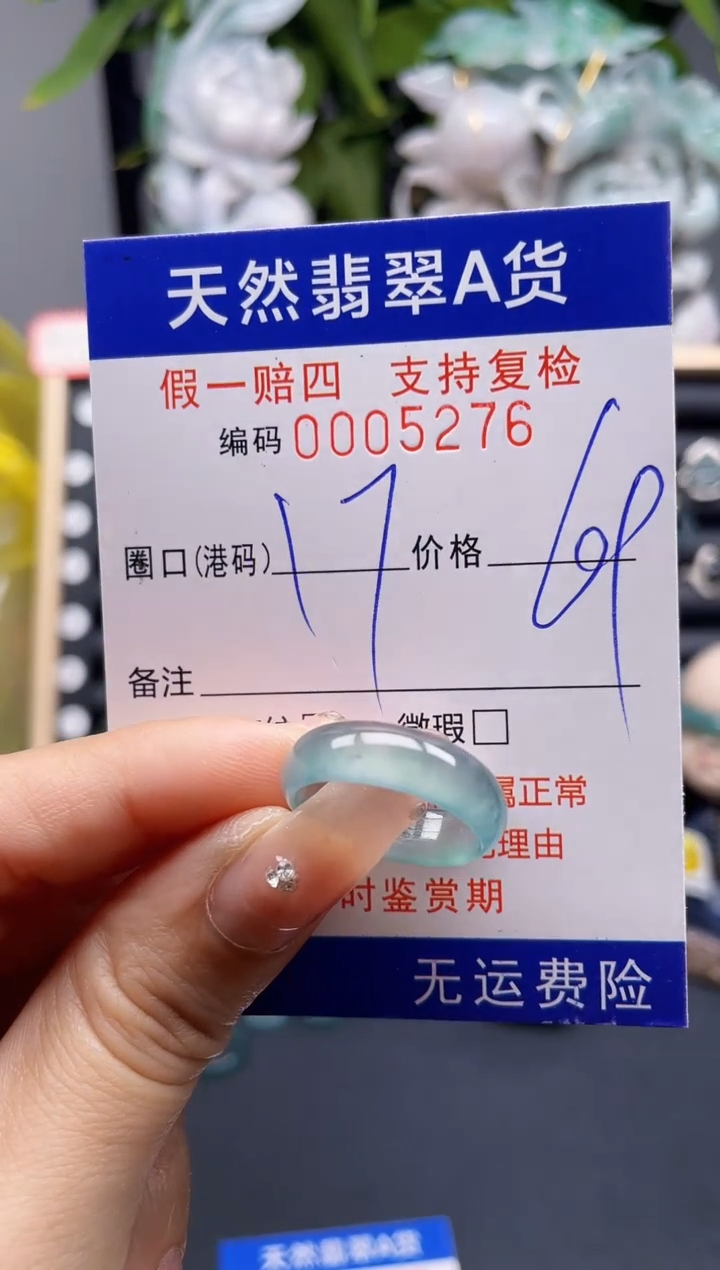 天然翡翠A货
假一赔四 支持复检
编码 0005276
圈口(港码) 17 价格 69
备注
微瑕□
属正常
理由
时鉴赏期
无运费险
天然翡翠A货